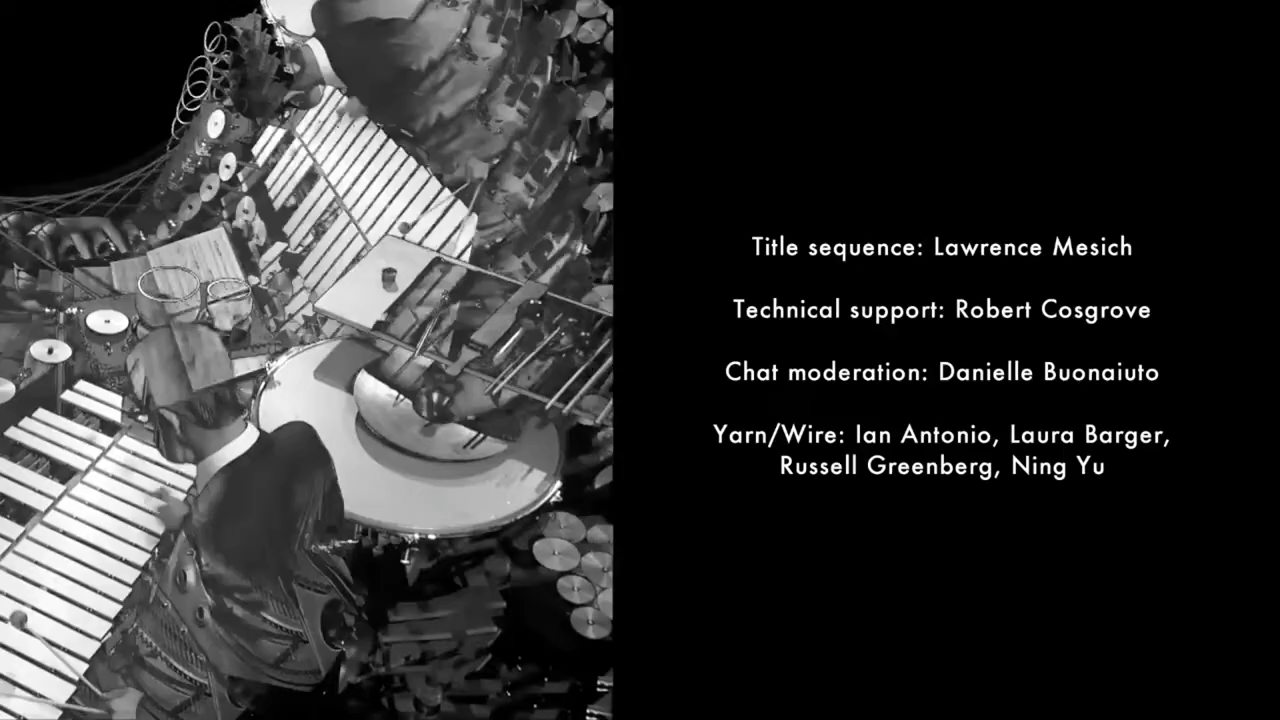 Title sequence: Lawrence Mesich
Technical support: Robert Cosgrove
Chat moderation: Danielle Buonaiuto
Yarn/Wire: Ian Antonio, Laura Barger,
Russell Greenberg, Ning Yu